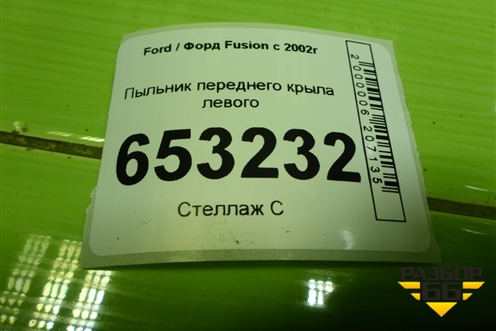 Ford / Форд Fusion с 2002г
Пыльник переднего крыла
левого
653232
Стеллаж С
2000006207135
РАЗБОР
66